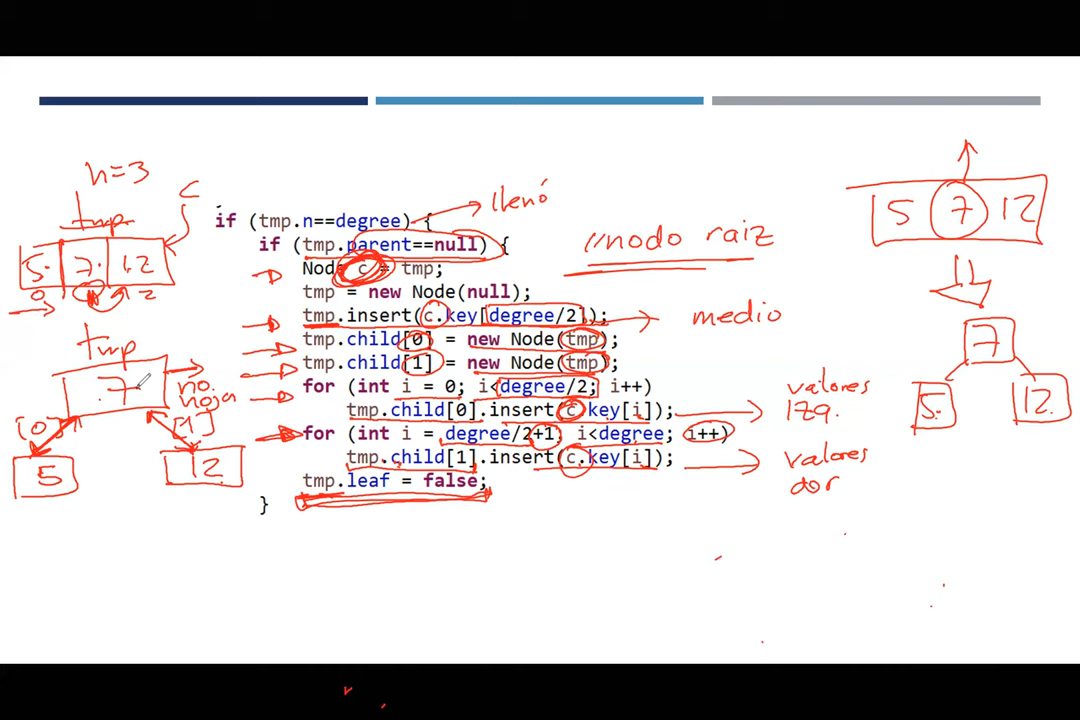 n=3
tmp
C
5 7 12
0 1 2
tmp
7
no.
hoja
[0]
[1]
5
12
if (tmp.n==degree) {
llenó
if (tmp.parent==null) {
//nodo raiz
Node c = tmp;
tmp = new Node(null);
tmp.insert(c.key[degree/2]);
medio
tmp.child[0] = new Node(tmp);
tmp.child[1] = new Node(tmp);
for (int i = 0; i<degree/2; i++)
tmp.child[0].insert(c.key[i]);
valores
izq.
for (int i = degree/2+1; i<degree; i++)
tmp.child[1].insert(c.key[i]);
valores
der
tmp.leaf = false;
}
5 7 12
7
5
12